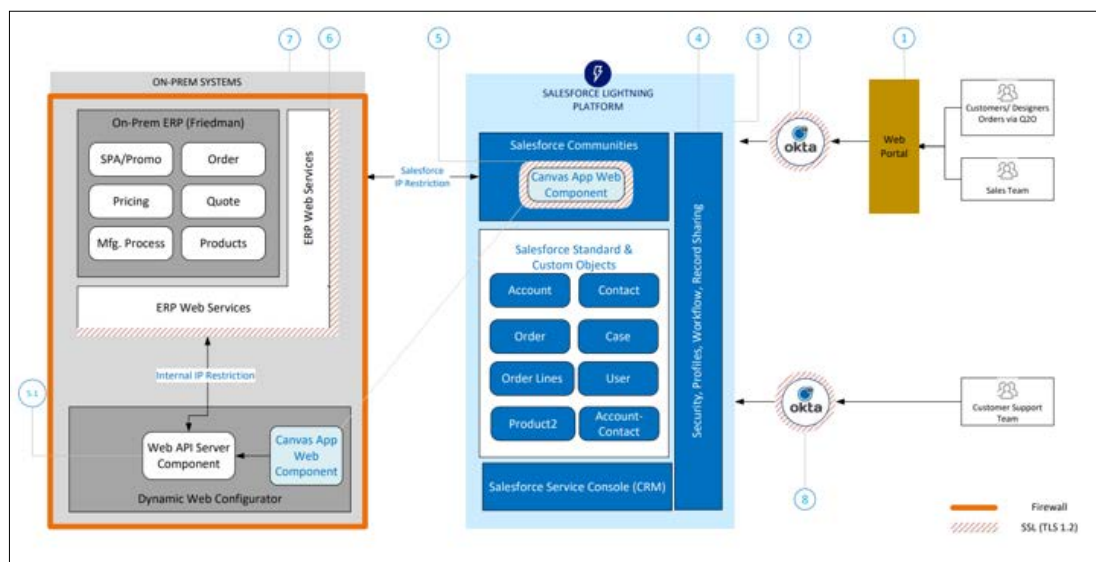 7
6
5
4
3
2
1
ON-PREM SYSTEMS
On-Prem ERP (Friedman)
SPA/Promo
Order
Pricing
Quote
Mfg. Process
Products
ERP Web Services
ERP Web Services
Internal IP Restriction
5.1
Web API Server
Component
Canvas App
Web
Component
Dynamic Web Configurator
Salesforce
IP Restriction
SALESFORCE LIGHTNING
PLATFORM
Salesforce Communities
Canvas App Web
Component
Salesforce Standard &
Custom Objects
Account
Contact
Order
Case
Order Lines
User
Product2
Account-
Contact
Salesforce Service Console (CRM)
Security, Profiles, Workflow, Record Sharing
okta
Web
Portal
Customers/ Designers
Orders via Q2O
Sales Team
okta
Customer Support
Team
8
Firewall
SSL (TLS 1.2)